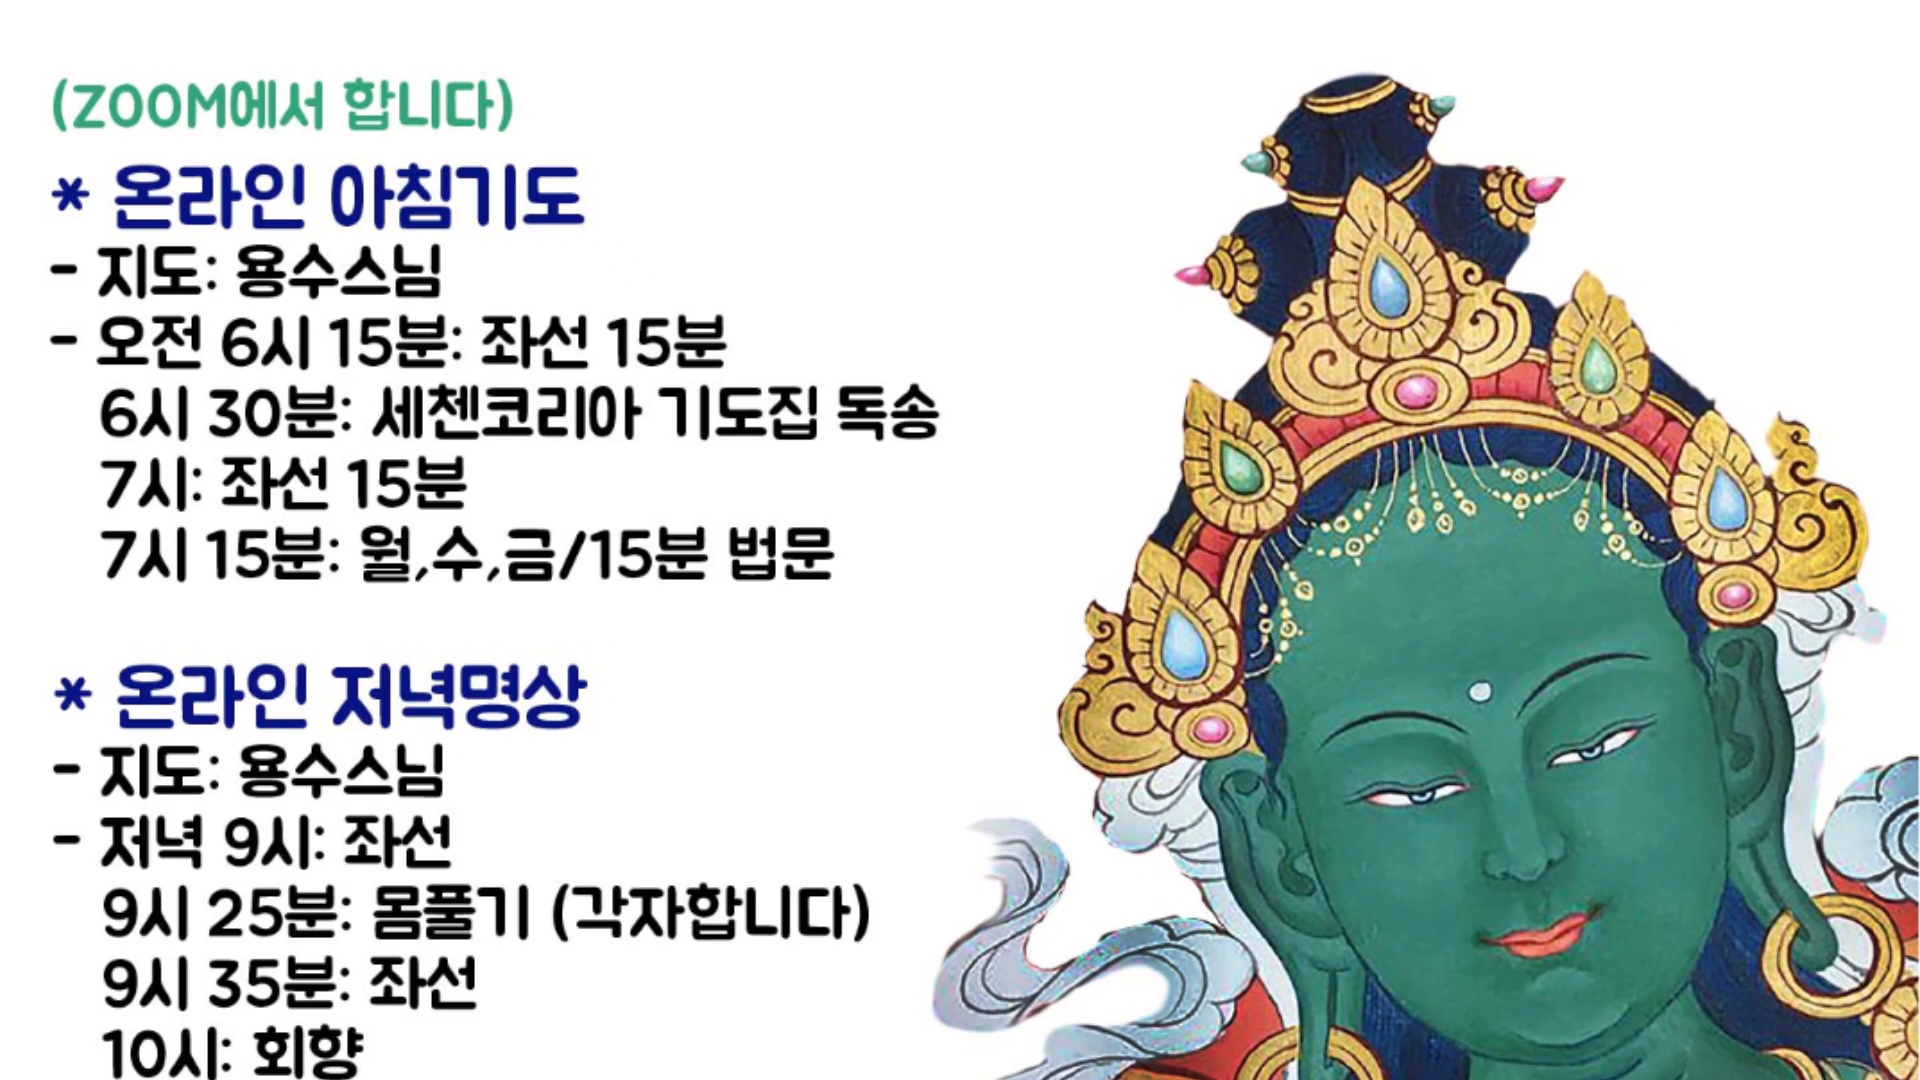 (ZOOM에서 합니다)
* 온라인 아침기도
- 지도: 용수스님
- 오전 6시 15분: 좌선 15분
6시 30분: 세첸코리아 기도집 독송
7시: 좌선 15분
7시 15분: 월,수,금/15분 법문
* 온라인 저녁명상
- 지도: 용수스님
- 저녁 9시: 좌선
9시 25분: 몸풀기 (각자합니다)
9시 35분: 좌선
10시: 회향